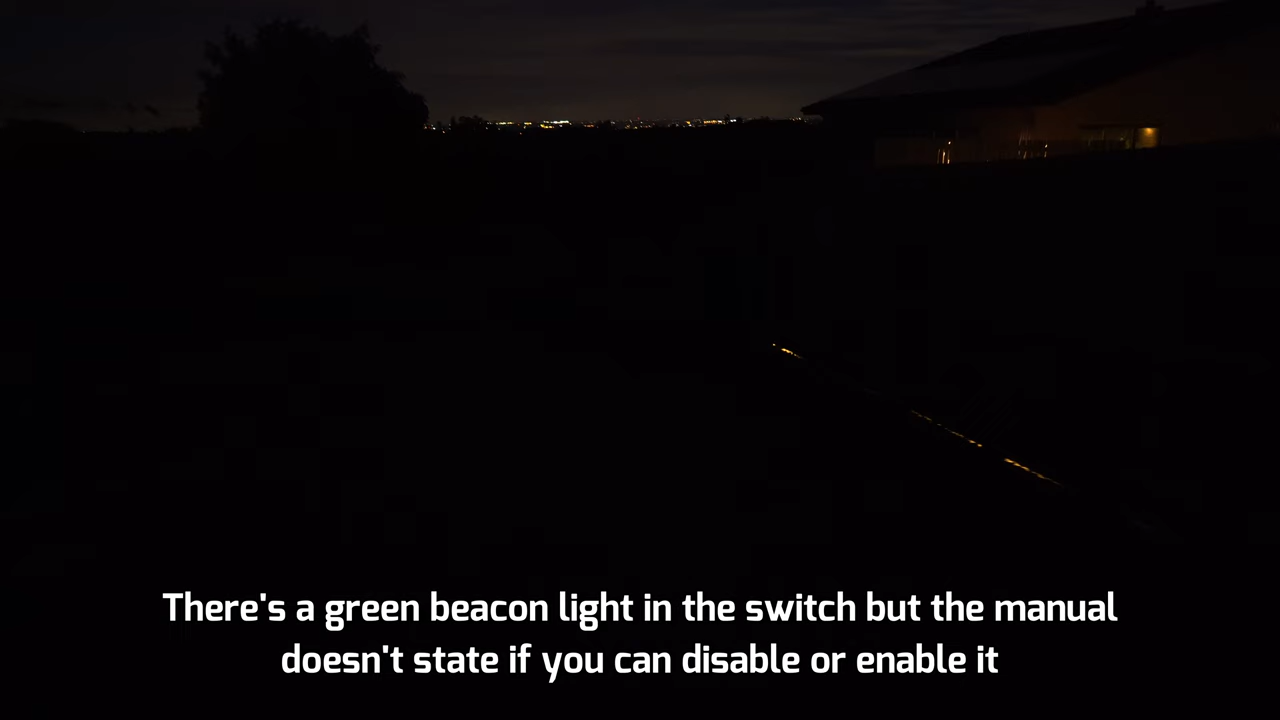 There's a green beacon light in the switch but the manual
doesn't state if you can disable or enable it